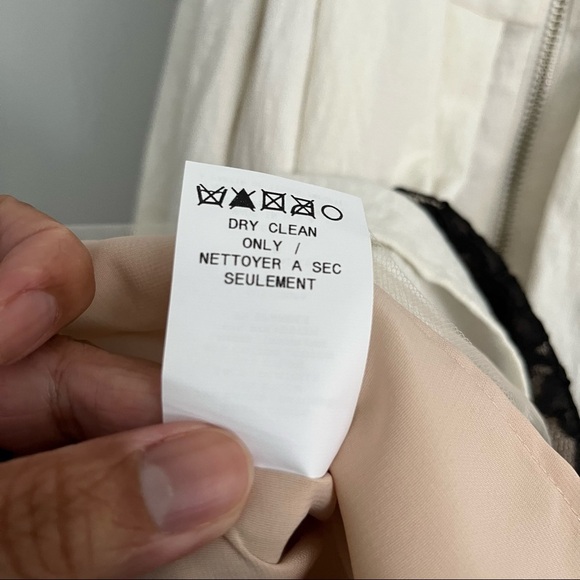 DRY CLEAN
ONLY /
NETTOYER A SEC
SEULEMENT